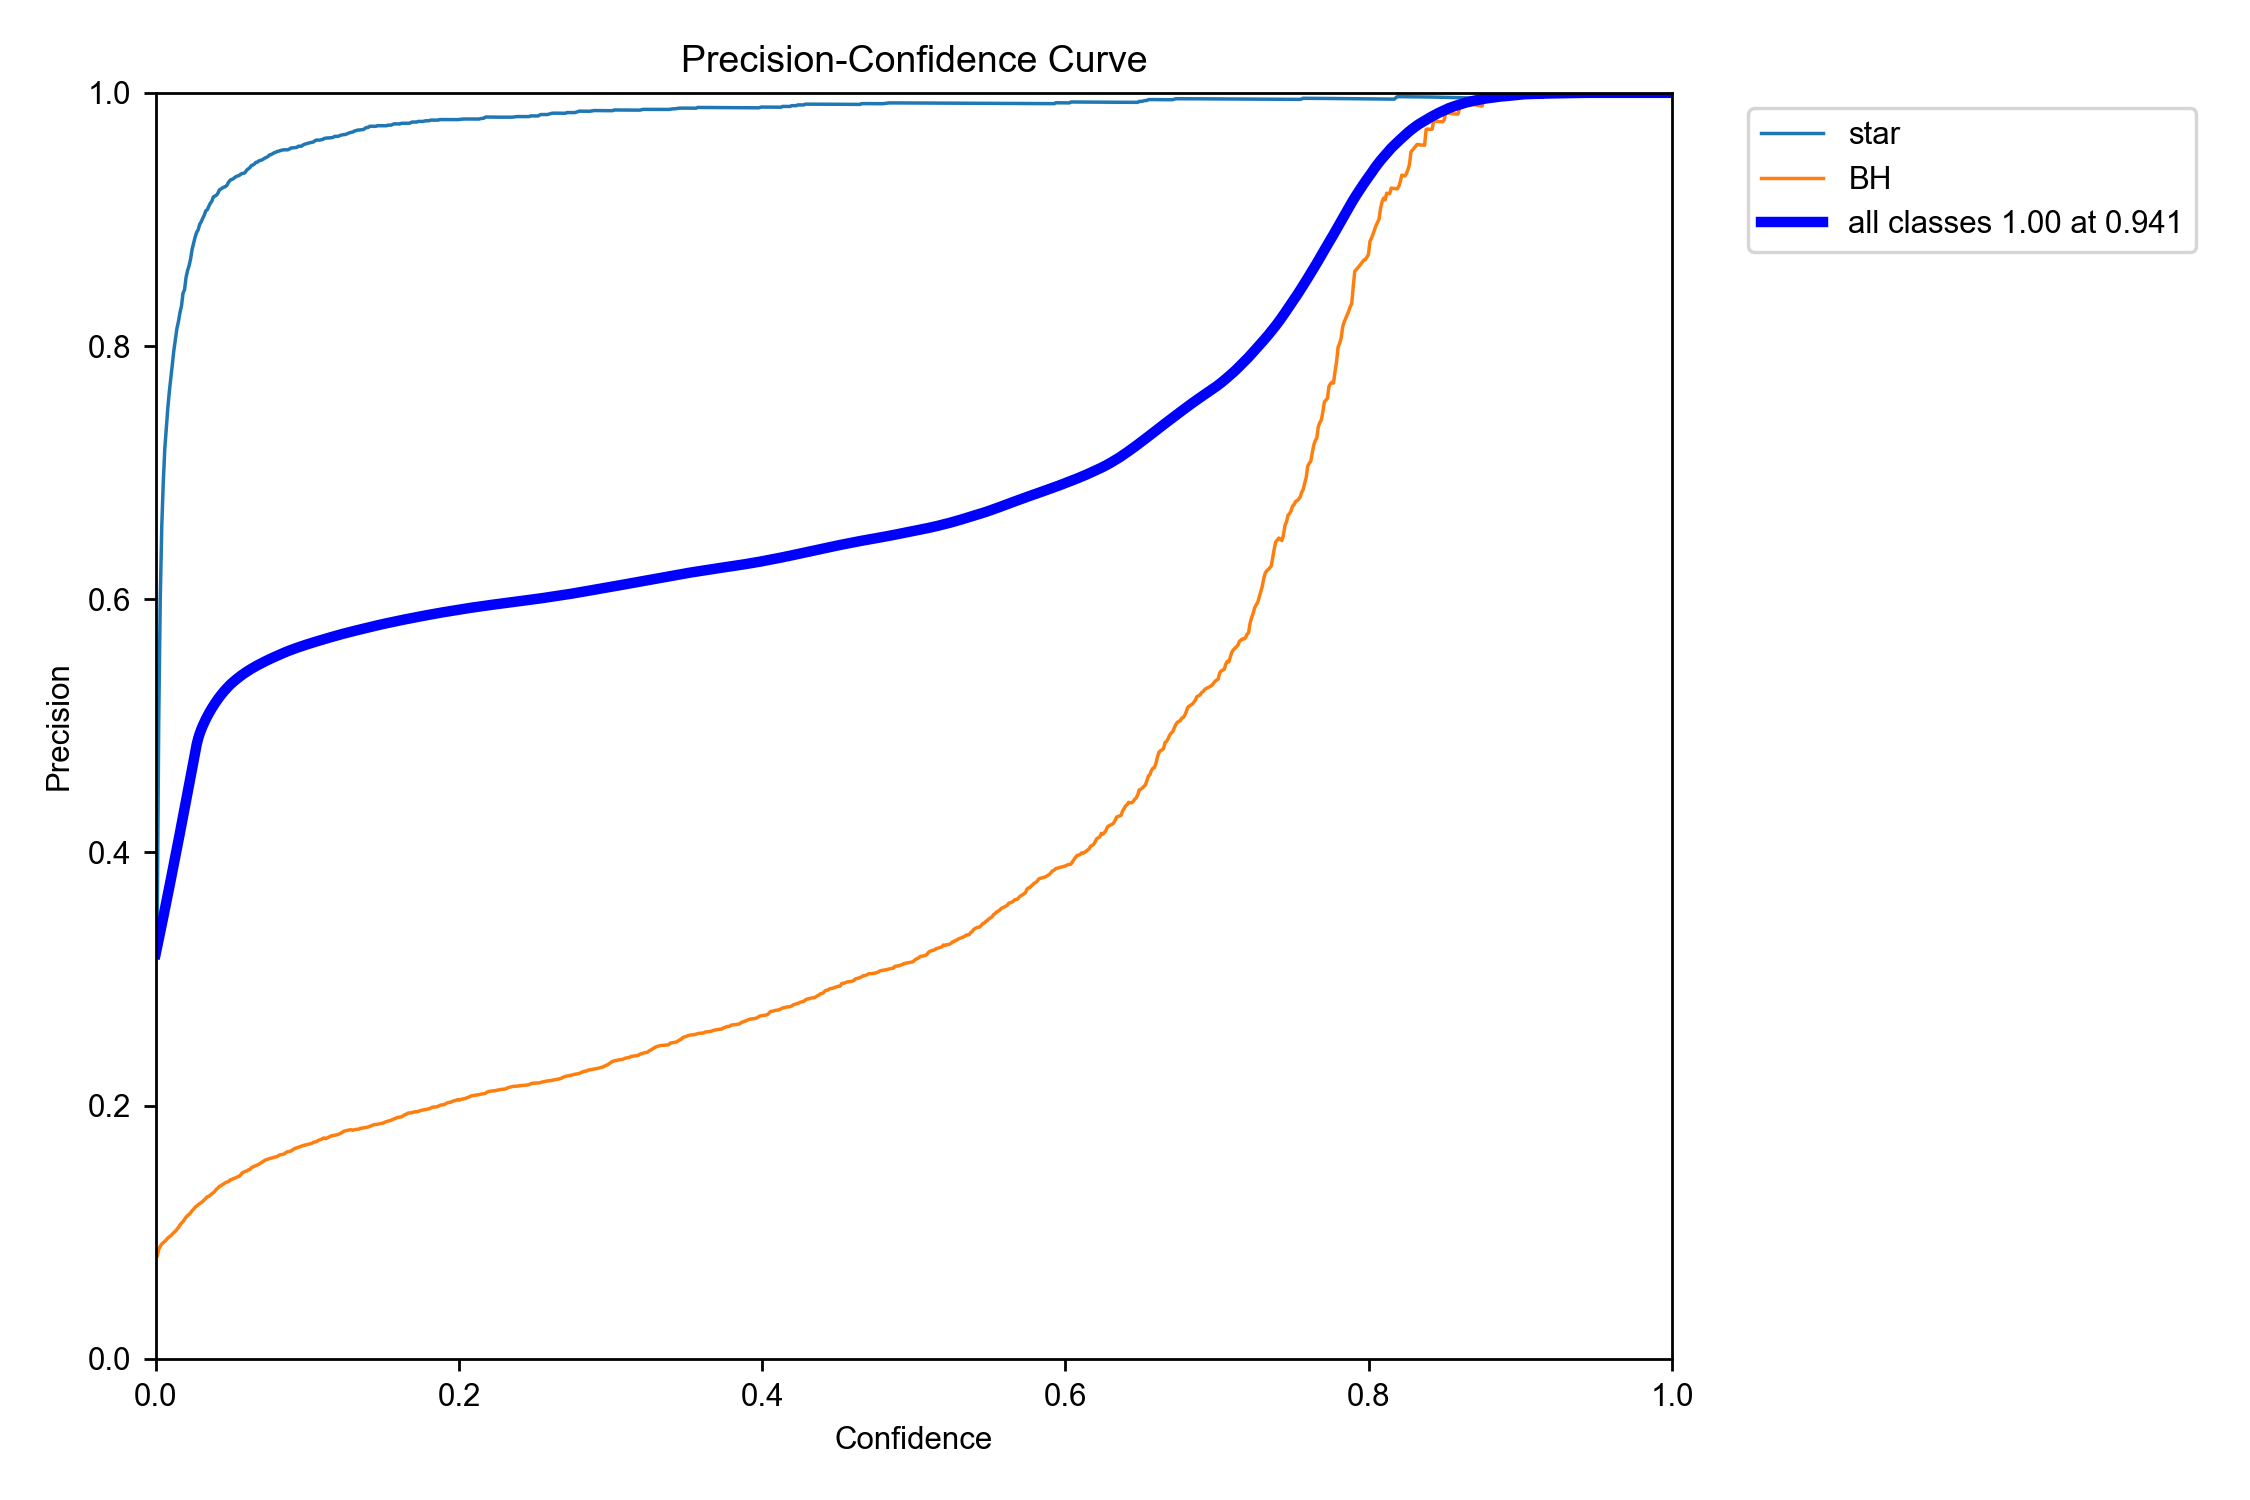 Precision-Confidence Curve
1.0
0.8
0.6
0.4
0.2
0.0
Precision
0.0 0.2 0.4 0.6 0.8 1.0
Confidence
star
BH
all classes 1.00 at 0.941